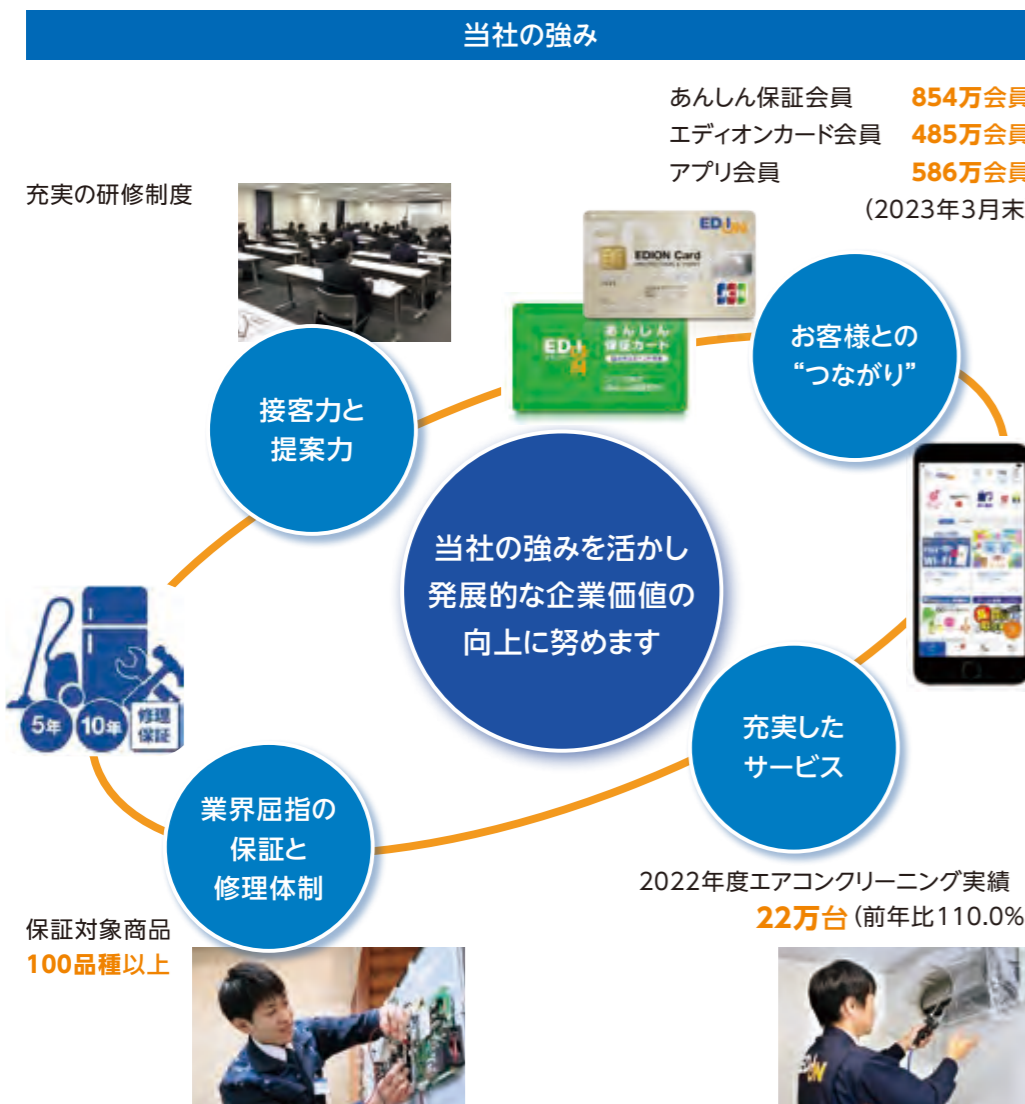 当社の強み
あんしん保証会員 854万会員
エディオンカード会員 485万会員
アプリ会員 586万会員
(2023年3月末
充実の研修制度
EDION
EDION Card
JCB
EDION
あんしん
保証カード
お客様との
“つながり”
接客力と
提案力
当社の強みを活かし
発展的な企業価値の
向上に努めます
5年 10年 修理
保証
充実した
サービス
業界屈指の
保証と
修理体制
2022年度エアコンクリーニング実績
22万台 (前年比110.0%
保証対象商品
100品種以上